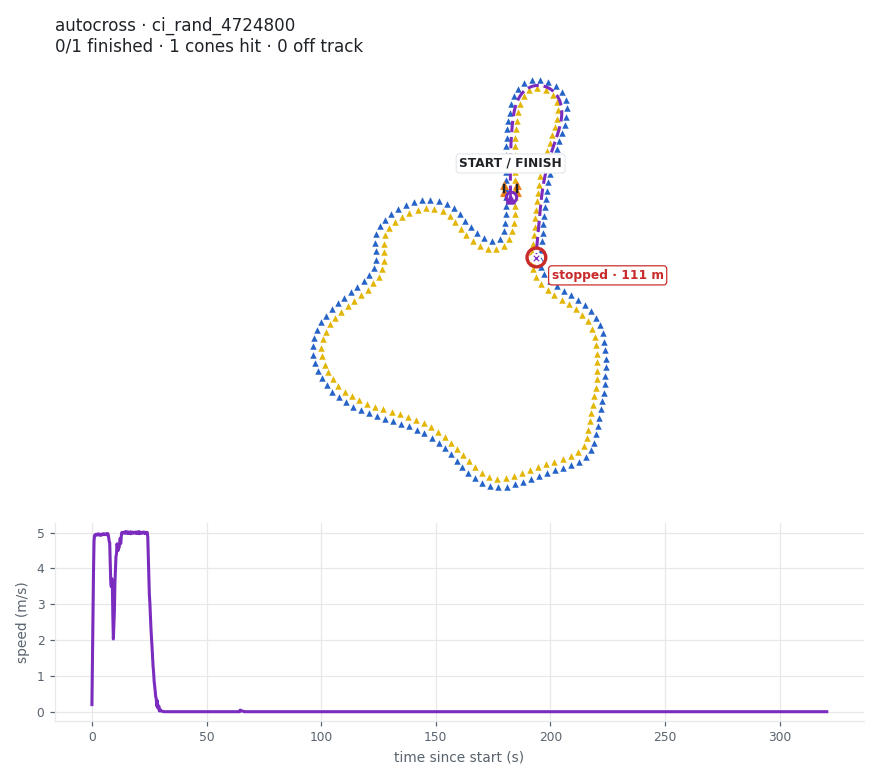 autocross · ci_rand_4724800
0/1 finished · 1 cones hit · 0 off track
START / FINISH
stopped · 111 m
5
4
3
2
1
0
speed (m/s)
0 50 100 150 200 250 300
time since start (s)